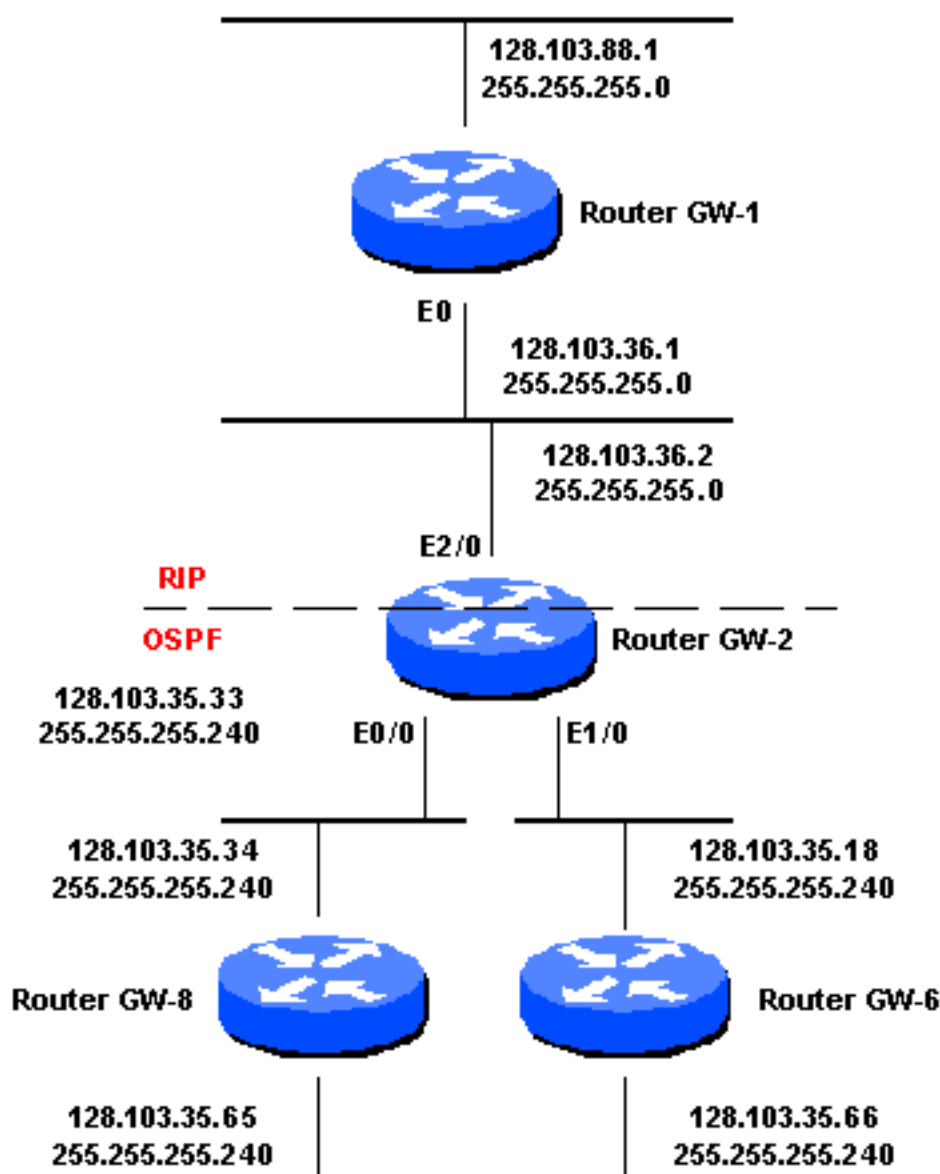 128.103.88.1
255.255.255.0
Router GW-1
E0
128.103.36.1
255.255.255.0
128.103.36.2
255.255.255.0
E2/0
RIP
OSPF
Router GW-2
128.103.35.33
255.255.255.240
E0/0
E1/0
128.103.35.34
255.255.255.240
128.103.35.18
255.255.255.240
Router GW-8
Router GW-6
128.103.35.65
255.255.255.240
128.103.35.66
255.255.255.240